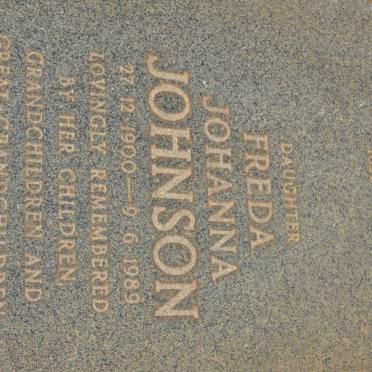 DAUGHTER
FREDA
JOHANNA
JOHNSON
27 12 1900—9 6 1989
LOVINGLY REMEMBERED
BY HER CHILDREN
GRANDCHILDREN AND